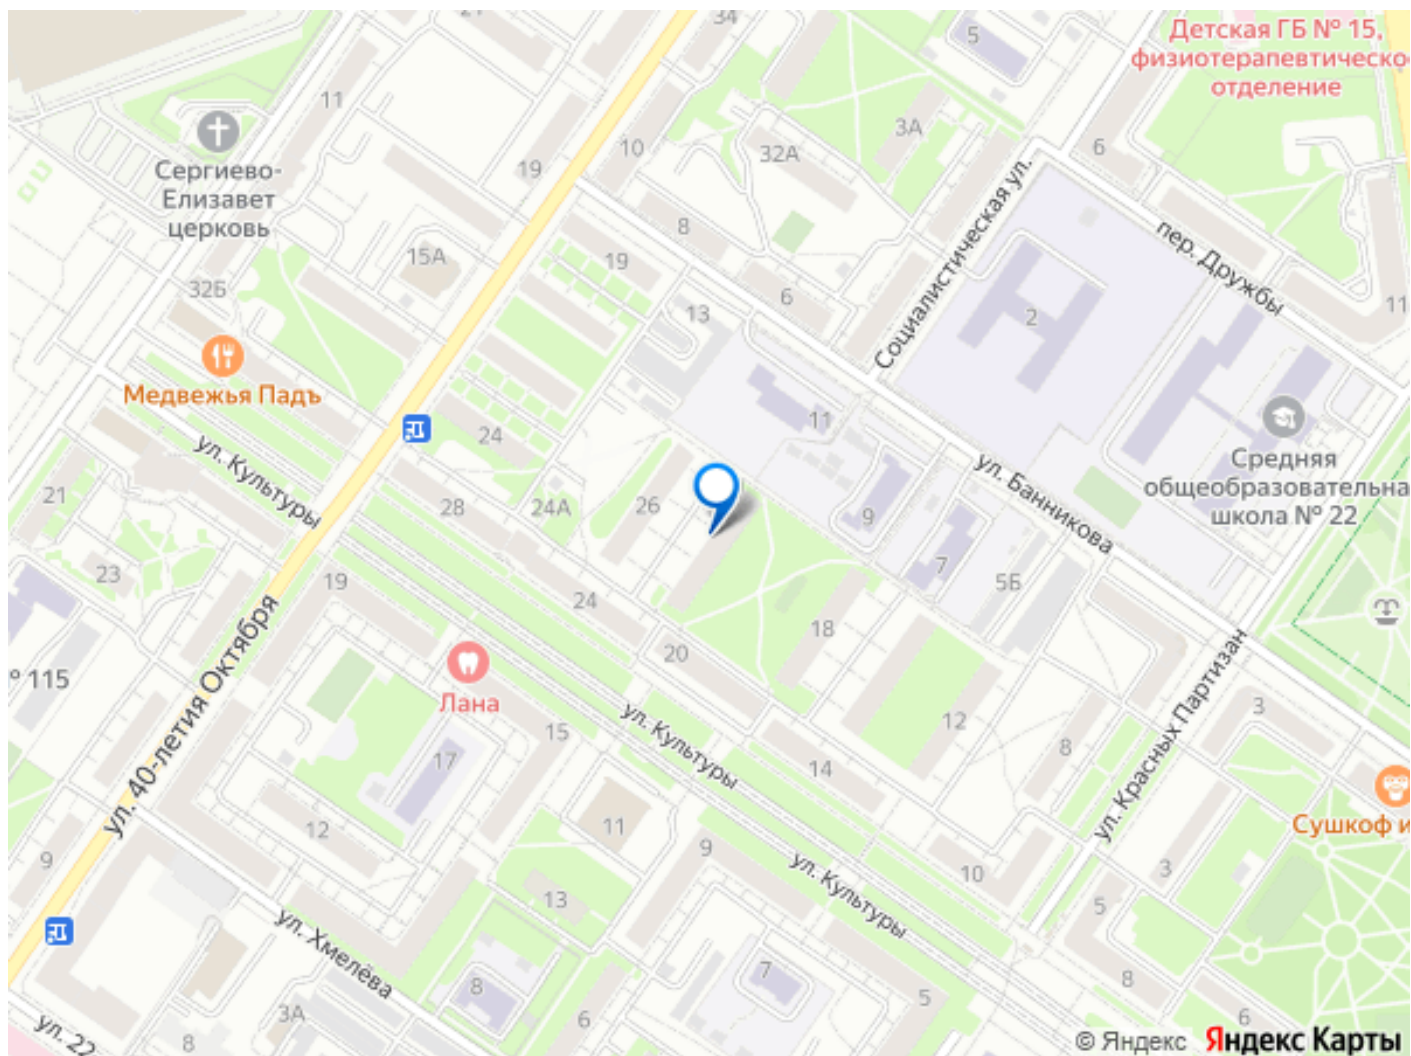 21
34
5
Детская ГБ № 15,
физиотерапевтическо
отделение
11
Сергиево-
Елизавет
церковь
19
10
32А
3А
6
15А
8
19
Социалистическая ул.
пер. Дружбы
32Б
13
6
2
11
Медвежья Падъ
24
11
ул. Культуры
ул. Банникова
Средняя
общеобразовательна
школа № 22
21
28
24А
26
9
7
5Б
23
19
24
18
ул. 40-летия Октября
° 115
20
Лана
ул. Культуры
12
8
3
ул. Красных Партизан
15
17
14
12
11
Сушкоф и
9
9
ул. Культуры
10
3
13
5
ул. Хмелёва
8
7
5
8
3А
6
6
ул. 22
8
© Яндекс Яндекс Карты